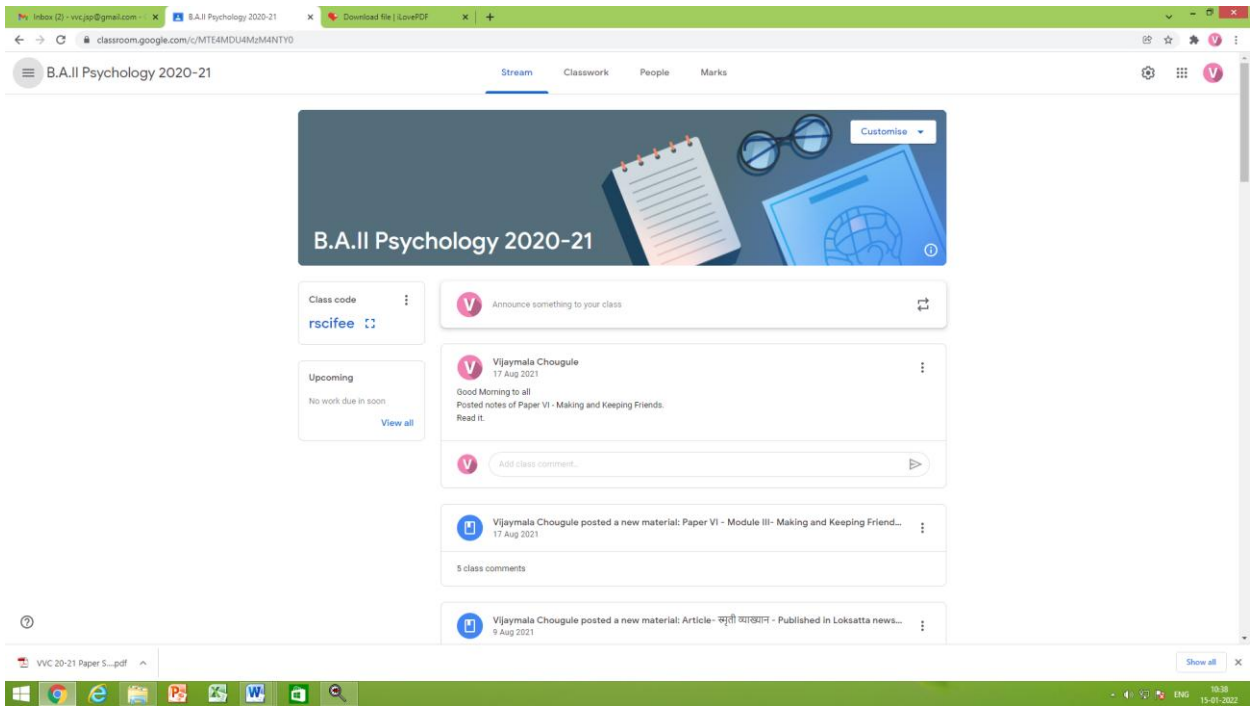 Inbox (2) - vvc.jsp@gmail.com -
B.A.II Psychology 2020-21
Download file | iLovePDF
classroom.google.com/c/MTE4MDU4MzM4NTY0
B.A.II Psychology 2020-21
Stream
Classwork
People
Marks
V
Customise
B.A.II Psychology 2020-21
Class code
rscifee
Upcoming
No work due in soon
View all
V
Announce something to your class
V
Vijaymala Chougule
17 Aug 2021
Good Morning to all
Posted notes of Paper VI - Making and Keeping Friends.
Read it.
V
Add class comment...
Vijaymala Chougule posted a new material: Paper VI - Module III- Making and Keeping Friend...
17 Aug 2021
5 class comments
Vijaymala Chougule posted a new material: Article- स्मृती व्याख्यान - Published in Loksatta news...
9 Aug 2021
VVC 20-21 Paper S....pdf
Show all
ENG
10:38
15-01-2022